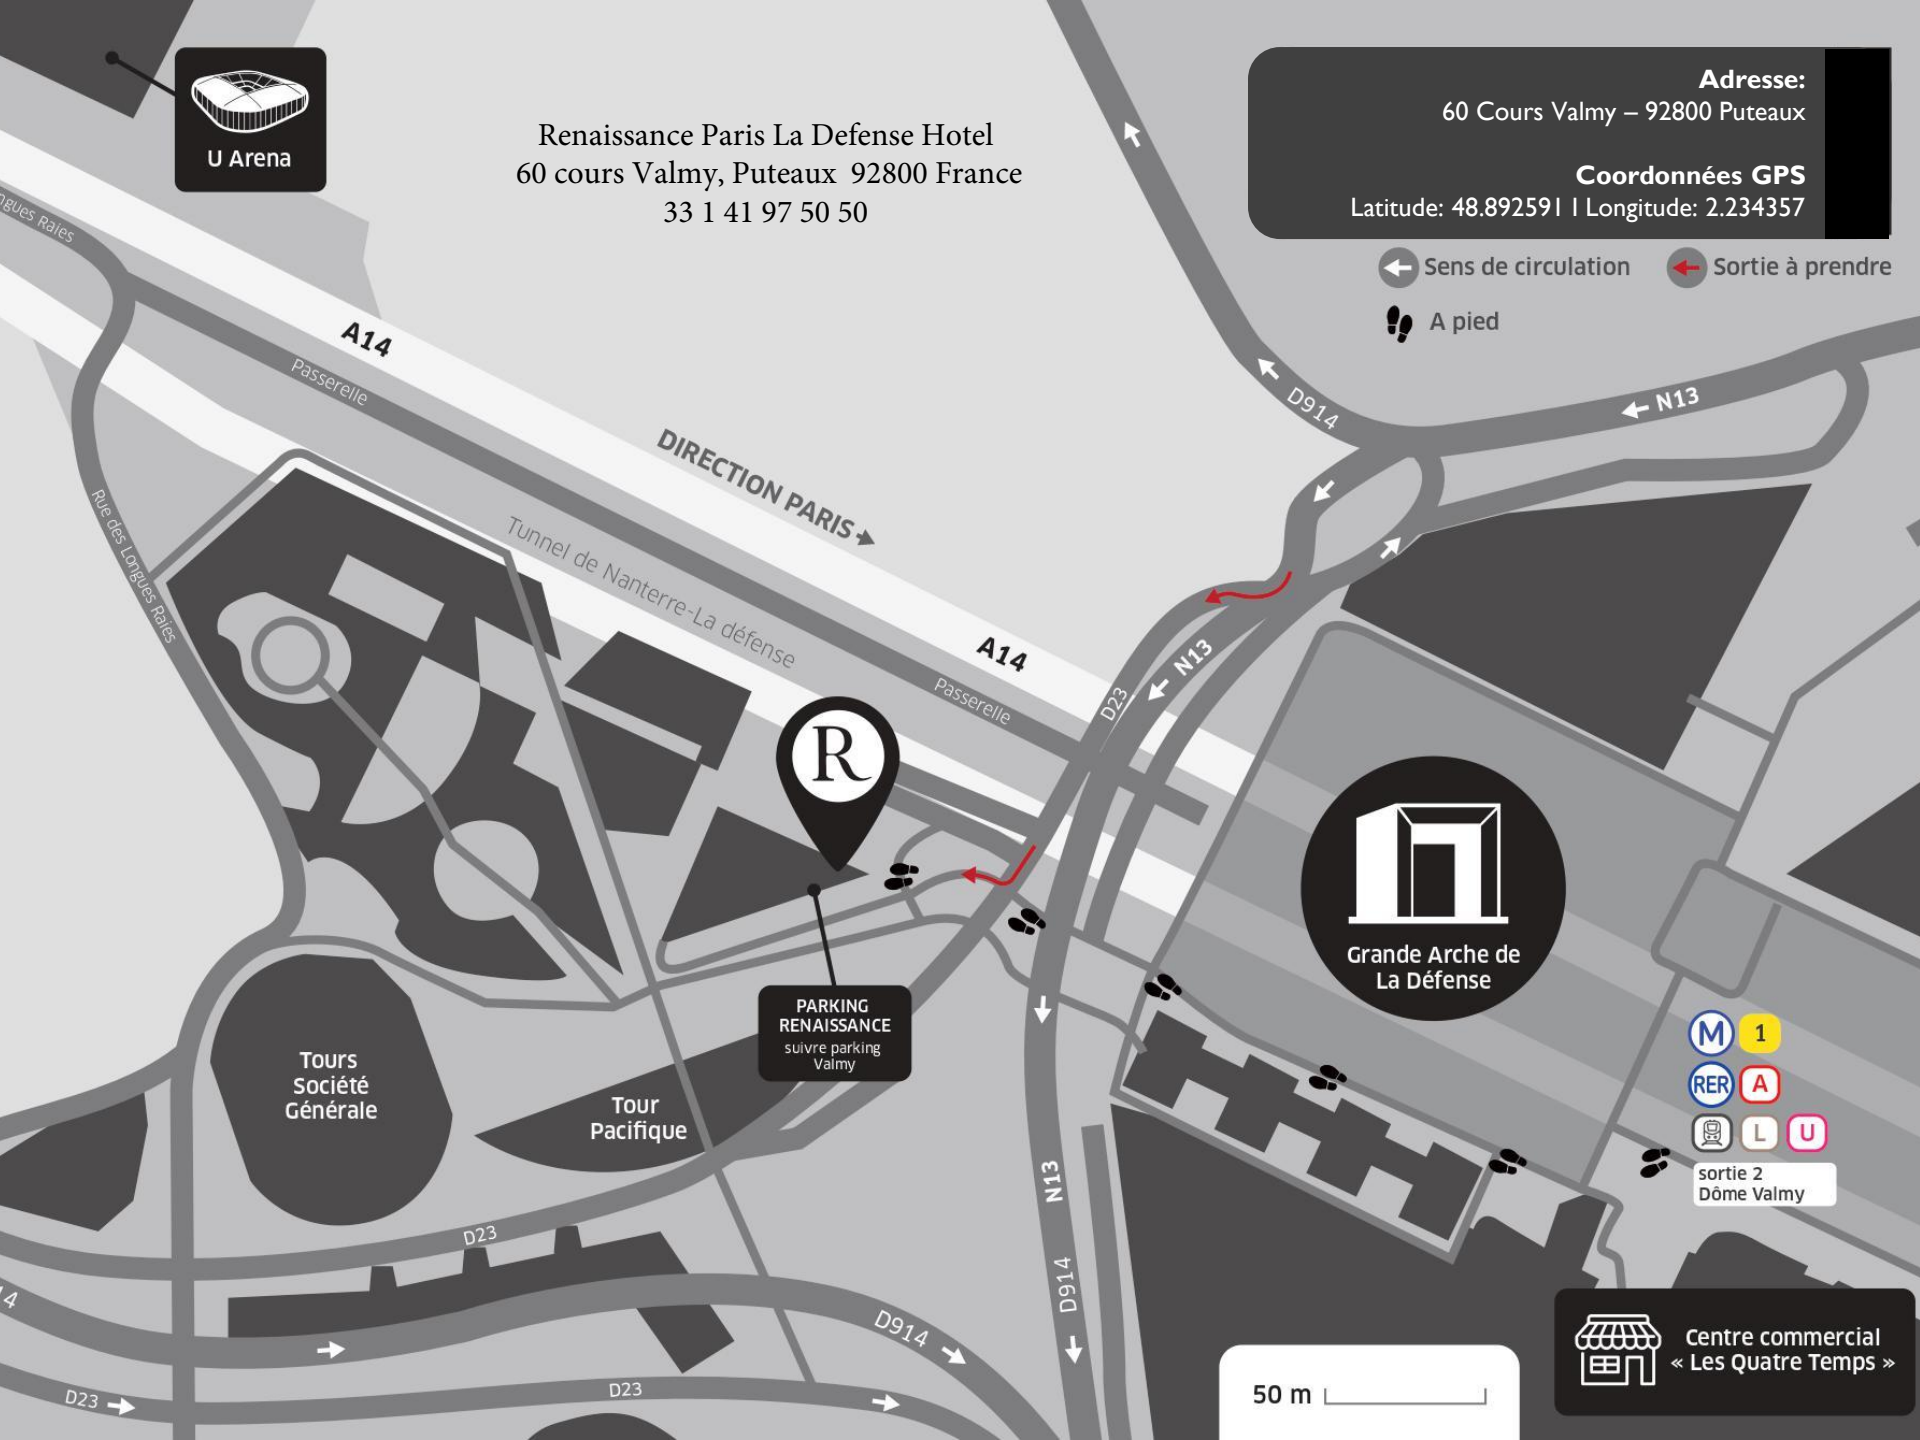 U Arena
Renaissance Paris La Defense Hotel
60 cours Valmy, Puteaux 92800 France
33 1 41 97 50 50
Adresse:
60 Cours Valmy – 92800 Puteaux
Coordonnées GPS
Latitude: 48.892591 I Longitude: 2.234357
Sens de circulation
Sortie à prendre
A pied
Raies
A14
Passerelle
DIRECTION PARIS
Tunnel de Nanterre-La défense
Rue des Longues Raies
D914
N13
A14
Passerelle
D23
N13
R
Grande Arche de
La Défense
PARKING
RENAISSANCE
suivre parking
Valmy
Tours
Société
Générale
Tour
Pacifique
M 1
RER A
L U
sortie 2
Dôme Valmy
N13
D914
D23
14
D914
D23
D23
50 m
Centre commercial
« Les Quatre Temps »